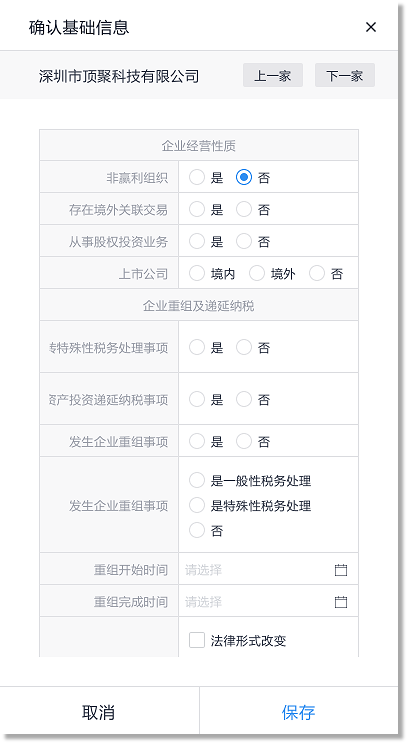 确认基础信息
深圳市顶聚科技有限公司 上一家 下一家
企业经营性质
非赢利组织 是 否
存在境外关联交易 是 否
从事股权投资业务 是 否
上市公司 境内 境外 否
企业重组及递延纳税
特殊性税务处理事项 是 否
资产投资递延纳税事项 是 否
发生企业重组事项 是 否
是一般性税务处理
发生企业重组事项 是特殊性税务处理
否
重组开始时间 请选择
重组完成时间 请选择
法律形式改变
取消 保存